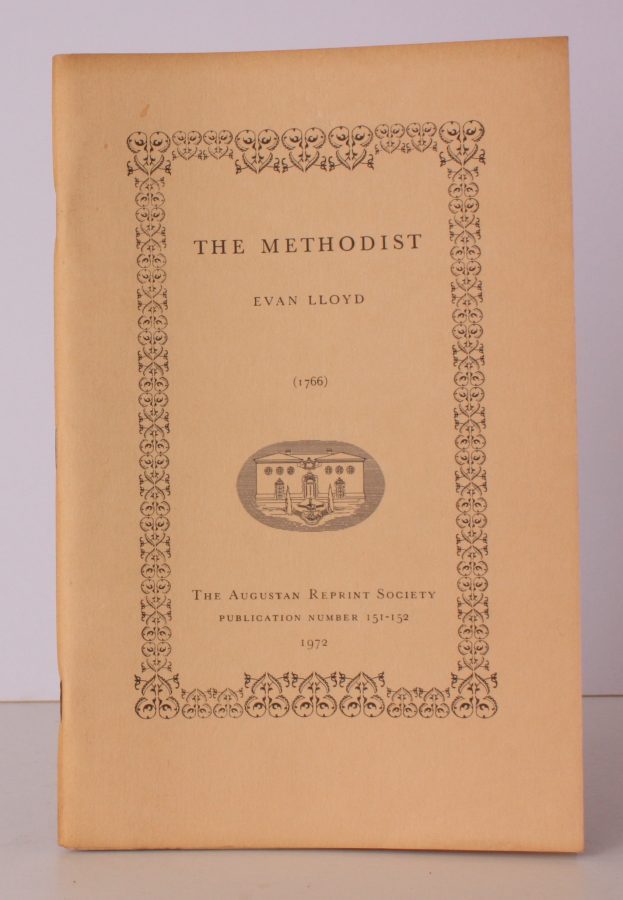 THE METHODIST
EVAN LLOYD
(1766)
THE AUGUSTAN REPRINT SOCIETY
PUBLICATION NUMBER 151-152
1972